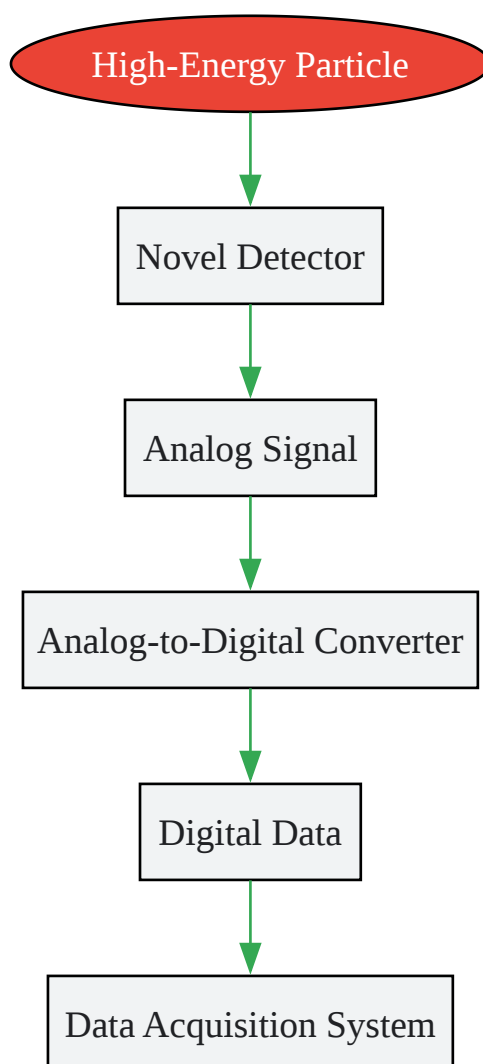 High-Energy Particle
Novel Detector
Analog Signal
Analog-to-Digital Converter
Digital Data
Data Acquisition System